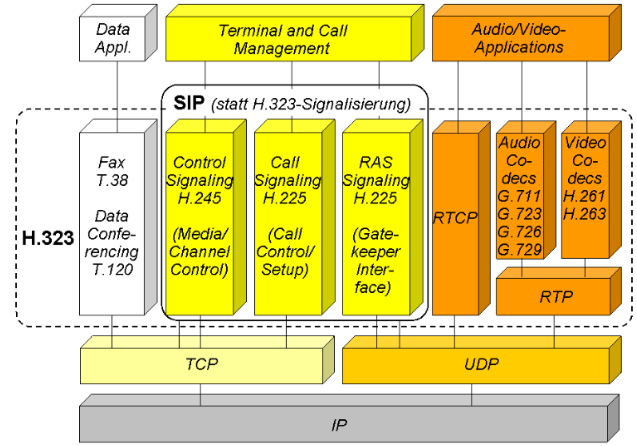 Data
Appl.
Terminal and Call
Management
Audio/Video-
Applications
SIP (statt H.323-Signalisierung)
H.323
Fax
T.38
Data
Confe-
rencing
T.120
Control
Signaling
H.245
(Media/
Channel
Control)
Call
Signaling
H.225
(Call
Control/
Setup)
RAS
Signaling
H.225
(Gate-
keeper
Inter-
face)
RTCP
Audio
Co-
decs
G.711
G.723
G.726
G.729
Video
Co-
decs
H.261
H.263
RTP
TCP
UDP
IP